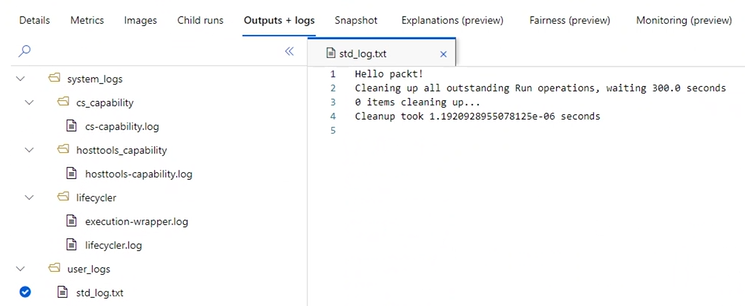 Details Metrics Images Child runs Outputs + logs Snapshot Explanations (preview) Fairness (preview) Monitoring (preview)
system_logs
cs_capability
cs-capability.log
hosttools_capability
hosttools-capability.log
lifecycler
execution-wrapper.log
lifecycler.log
user_logs
std_log.txt
std_log.txt
1 Hello packt!
2 Cleaning up all outstanding Run operations, waiting 300.0 seconds
3 0 items cleaning up...
4 Cleanup took 1.1920928955078125e-06 seconds
5